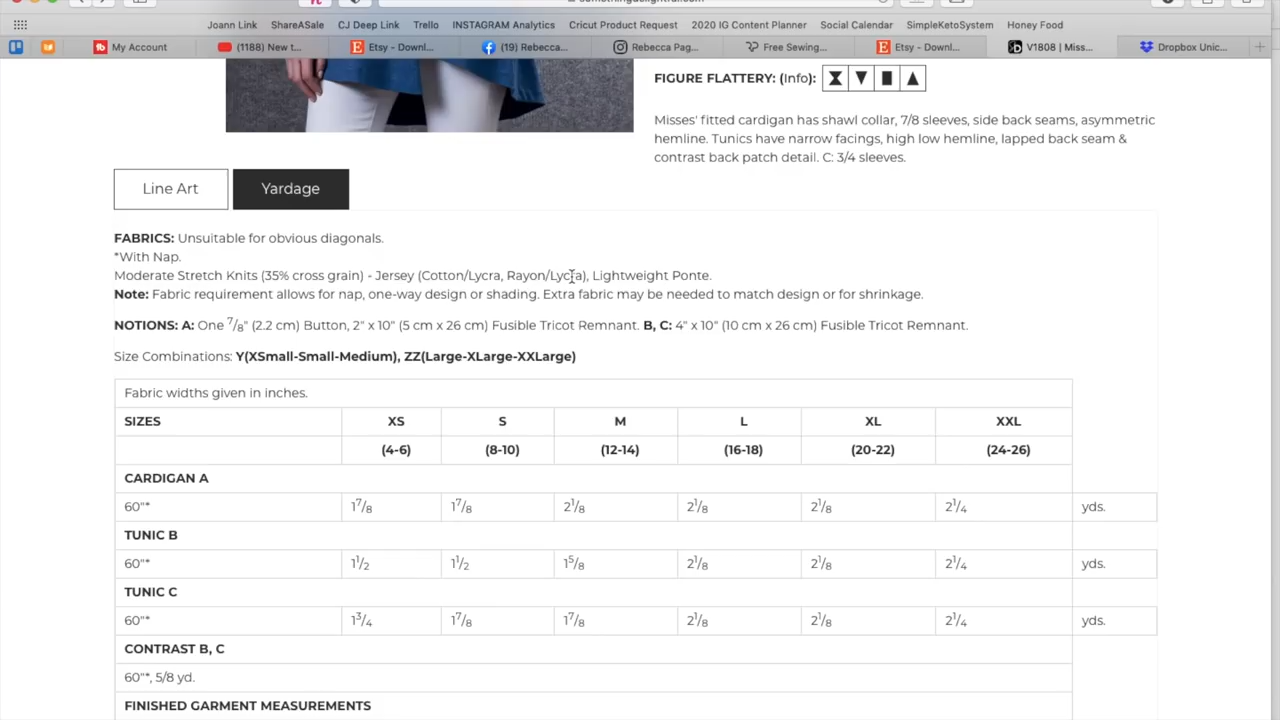 Joann Link ShareASale CJ Deep Link Trello INSTAGRAM Analytics Cricut Product Request 2020 IG Content Planner Social Calendar SimpleKetoSystem Honey Food
My Account (1188) New t... Etsy - Downl... (19) Rebecca... Rebecca Pag... Free Sewing... Etsy - Downl... V1808 | Miss... Dropbox Unic...
FIGURE FLATTERY: (Info):
Misses' fitted cardigan has shawl collar, 7/8 sleeves, side back seams, asymmetric
hemline. Tunics have narrow facings, high low hemline, lapped back seam &
contrast back patch detail. C: 3/4 sleeves.
Line Art Yardage
FABRICS: Unsuitable for obvious diagonals.
*With Nap.
Moderate Stretch Knits (35% cross grain) - Jersey (Cotton/Lycra, Rayon/Lycra), Lightweight Ponte.
Note: Fabric requirement allows for nap, one-way design or shading. Extra fabric may be needed to match design or for shrinkage.
NOTIONS: A: One 7/8" (2.2 cm) Button, 2" x 10" (5 cm x 26 cm) Fusible Tricot Remnant. B, C: 4" x 10" (10 cm x 26 cm) Fusible Tricot Remnant.
Size Combinations: Y(XSmall-Small-Medium), ZZ(Large-XLarge-XXLarge)
Fabric widths given in inches.
SIZES XS S M L XL XXL
(4-6) (8-10) (12-14) (16-18) (20-22) (24-26)
CARDIGAN A
60"* 1 7/8 1 7/8 2 1/8 2 1/8 2 1/8 2 1/4 yds.
TUNIC B
60"* 1 1/2 1 1/2 1 5/8 2 1/8 2 1/8 2 1/4 yds.
TUNIC C
60"* 1 3/4 1 7/8 1 7/8 2 1/8 2 1/8 2 1/4 yds.
CONTRAST B, C
60"*, 5/8 yd.
FINISHED GARMENT MEASUREMENTS